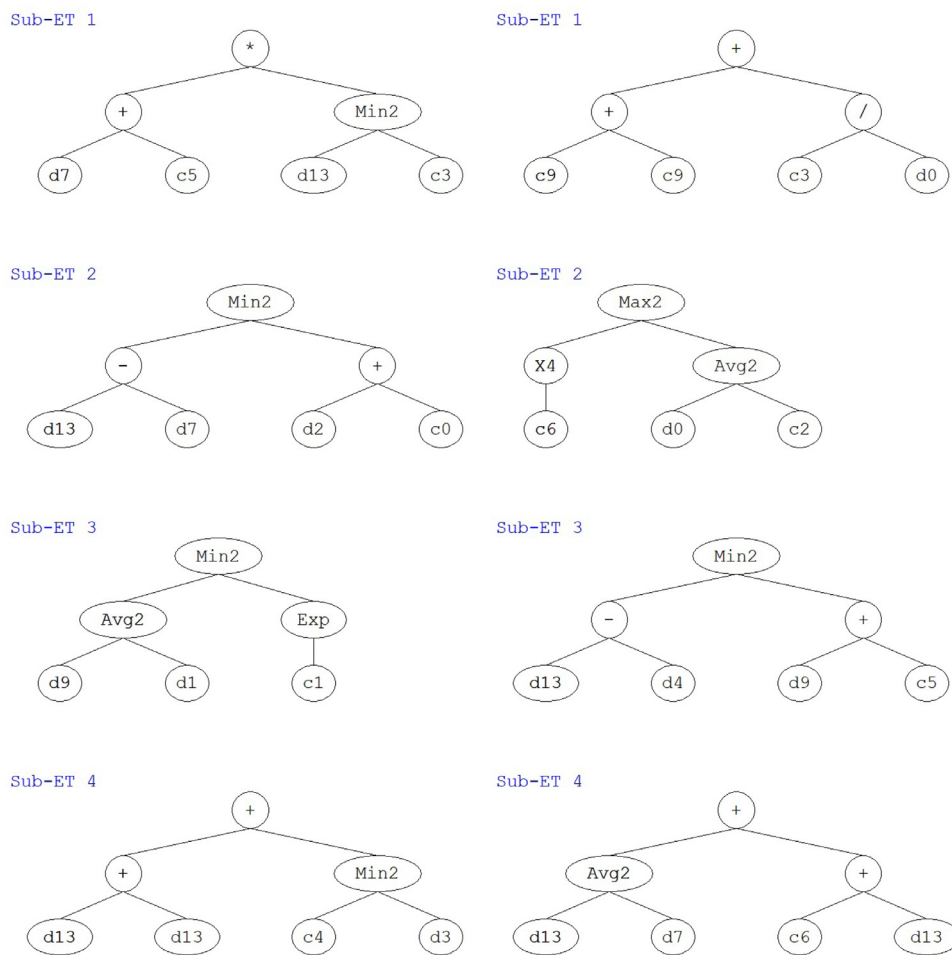 Sub-ET 1 Sub-ET 1
* +
+ Min2 + /
d7 c5 d13 c3 c9 c9 c3 d0
Sub-ET 2 Sub-ET 2
Min2 Max2
- + X4 Avg2
d13 d7 d2 c0 c6 d0 c2
Sub-ET 3 Sub-ET 3
Min2 Min2
Avg2 Exp - +
d9 d1 c1 d13 d4 d9 c5
Sub-ET 4 Sub-ET 4
+ +
+ Min2 Avg2 +
d13 d13 c4 d3 d13 d7 c6 d13